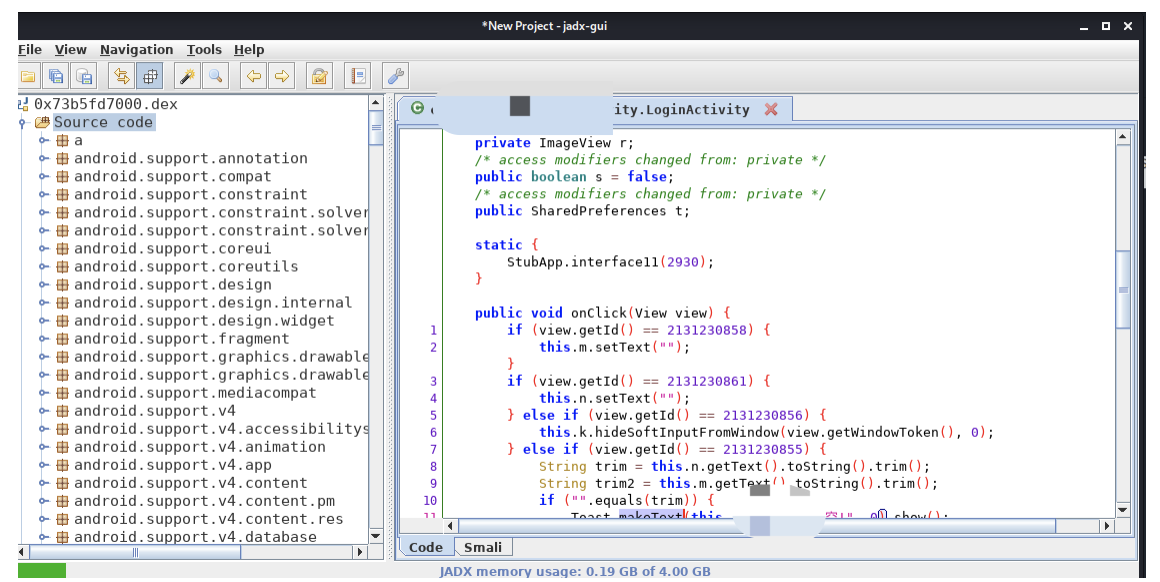 *New Project - jadx-gui
File View Navigation Tools Help
0x73b5fd7000.dex
Source code
a
android.support.annotation
android.support.compat
android.support.constraint
android.support.constraint.solver
android.support.constraint.solver
android.support.coreui
android.support.coreutils
android.support.design
android.support.design.internal
android.support.design.widget
android.support.fragment
android.support.graphics.drawable
android.support.graphics.drawable
android.support.mediacompat
android.support.v4
android.support.v4.accessibilitys
android.support.v4.animation
android.support.v4.app
android.support.v4.content
android.support.v4.content.pm
android.support.v4.content.res
android.support.v4.database
ity.LoginActivity
private ImageView r;
/* access modifiers changed from: private */
public boolean s = false;
/* access modifiers changed from: private */
public SharedPreferences t;
static {
StubApp.interface11(2930);
}
public void onClick(View view) {
1 if (view.getId() == 2131230858) {
2 this.m.setText("");
}
3 if (view.getId() == 2131230861) {
4 this.n.setText("");
5 } else if (view.getId() == 2131230856) {
6 this.k.hideSoftInputFromWindow(view.getWindowToken(), 0);
7 } else if (view.getId() == 2131230855) {
8 String trim = this.n.getText().toString().trim();
9 String trim2 = this.m.getText().toString().trim();
10 if ("".equals(trim)) {
11 Toast.makeText(this 空!", 0).show();
Code Smali
JADX memory usage: 0.19 GB of 4.00 GB